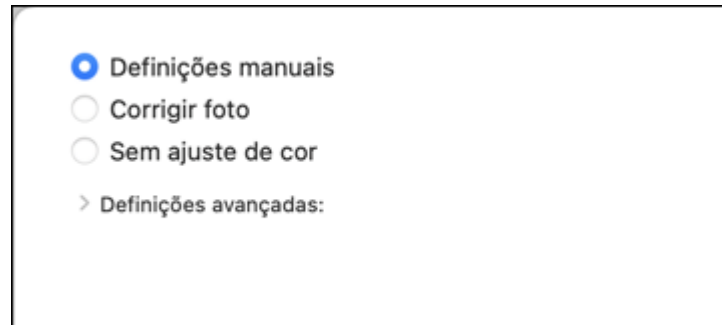 Definições manuais
Corrigir foto
Sem ajuste de cor
Definições avançadas: